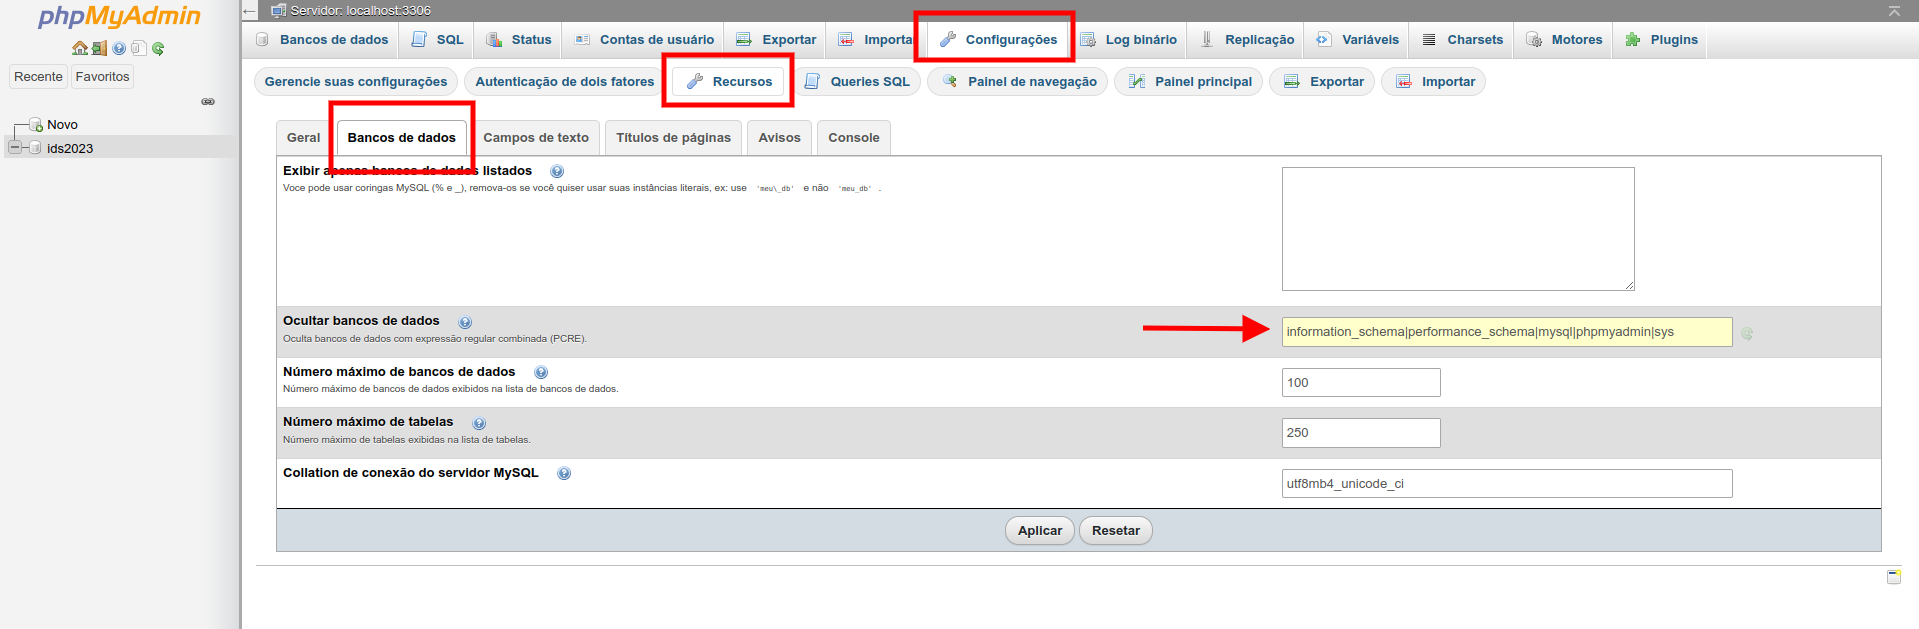 phpMyAdmin
Recente Favoritos
Novo
ids2023
Servidor: localhost:3306
Bancos de dados SQL Status Contas de usuário Exportar Importa Configurações Log binário Replicação Variáveis Charsets Motores Plugins
Gerencie suas configurações Autenticação de dois fatores Recursos Queries SQL Painel de navegação Painel principal Exportar Importar
Geral Bancos de dados Campos de texto Títulos de páginas Avisos Console
Exibir apenas bancos de dados listados
Voce pode usar coringas MySQL (% e _), remova-os se você quiser usar suas instâncias literais, ex: use 'meu\_db' e não 'meu_db' .
Ocultar bancos de dados
Oculta bancos de dados com expressão regular combinada (PCRE).
information_schema|performance_schema|mysql|phpmyadmin|sys
Número máximo de bancos de dados
Número máximo de bancos de dados exibidos na lista de bancos de dados.
100
Número máximo de tabelas
Número máximo de tabelas exibidas na lista de tabelas.
250
Collation de conexão do servidor MySQL
utf8mb4_unicode_ci
Aplicar Resetar